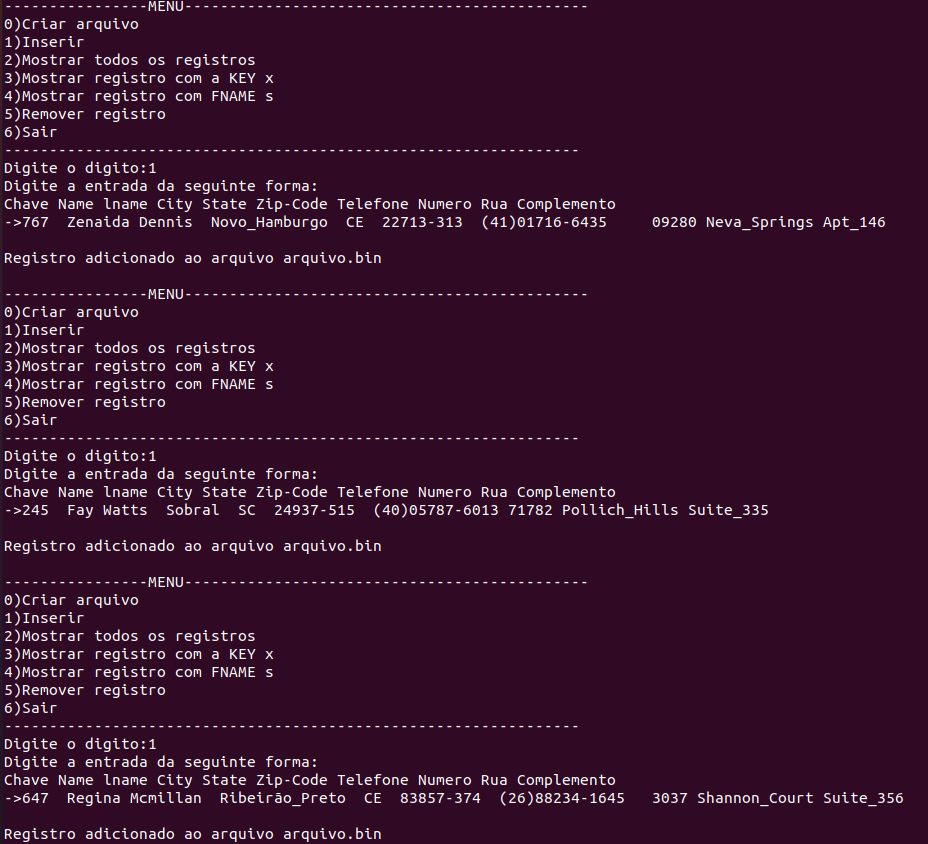 ----------------MENU---------------------------------------------
0)Criar arquivo
1)Inserir
2)Mostrar todos os registros
3)Mostrar registro com a KEY x
4)Mostrar registro com FNAME s
5)Remover registro
6)Sair
----------------------------------------------------------------
Digite o digito:1
Digite a entrada da seguinte forma:
Chave Name lname City State Zip-Code Telefone Numero Rua Complemento
->767  Zenaida Dennis  Novo_Hamburgo  CE  22713-313  (41)01716-6435     09280 Neva_Springs Apt_146
Registro adicionado ao arquivo arquivo.bin
----------------MENU---------------------------------------------
0)Criar arquivo
1)Inserir
2)Mostrar todos os registros
3)Mostrar registro com a KEY x
4)Mostrar registro com FNAME s
5)Remover registro
6)Sair
----------------------------------------------------------------
Digite o digito:1
Digite a entrada da seguinte forma:
Chave Name lname City State Zip-Code Telefone Numero Rua Complemento
->245  Fay Watts  Sobral  SC  24937-515  (40)05787-6013 71782 Pollich_Hills Suite_335
Registro adicionado ao arquivo arquivo.bin
----------------MENU---------------------------------------------
0)Criar arquivo
1)Inserir
2)Mostrar todos os registros
3)Mostrar registro com a KEY x
4)Mostrar registro com FNAME s
5)Remover registro
6)Sair
----------------------------------------------------------------
Digite o digito:1
Digite a entrada da seguinte forma:
Chave Name lname City State Zip-Code Telefone Numero Rua Complemento
->647  Regina Mcmillan  Ribeirão_Preto  CE  83857-374  (26)88234-1645   3037 Shannon_Court Suite_356
Registro adicionado ao arquivo arquivo.bin